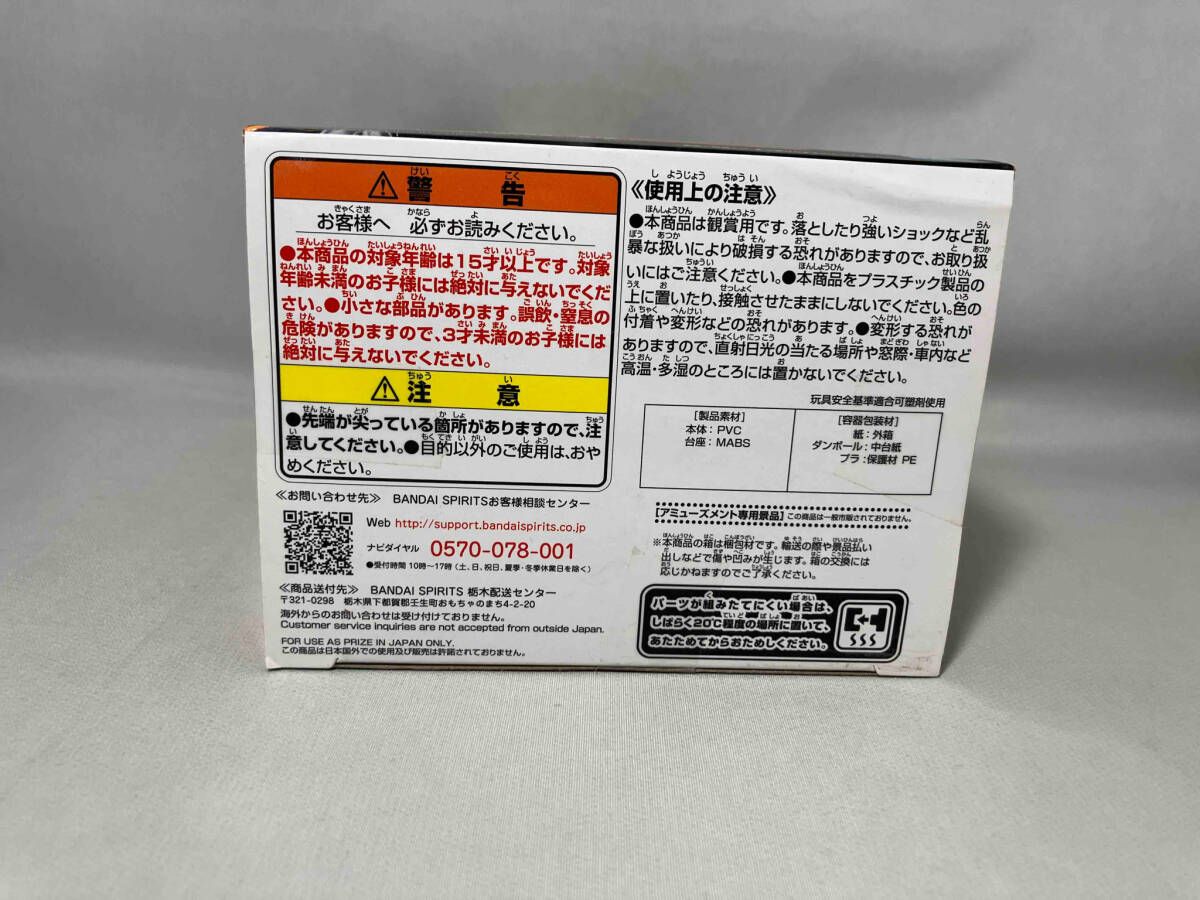 ⚠警告
お客様へ 必ずお読みください。
●本商品の対象年齢は15才以上です。対象
年齢未満のお子様には絶対に与えないでくだ
さい。●小さな部品があります。誤飲・窒息の
危険がありますので、3才未満のお子様には
絶対に与えないでください。
⚠注意
●先端が尖っている箇所がありますので、注
意してください。●目的以外のご使用は、おや
めください。
≪お問い合わせ先≫ BANDAI SPIRITSお客様相談センター
Web http://support.bandaispirits.co.jp
ナビダイヤル 0570-078-001
●受付時間 10時〜17時(土、日、祝日、夏季・冬季休業日を除く)
≪商品送付先≫ BANDAI SPIRITS 栃木配送センター
〒321-0298 栃木県下都賀郡壬生町おもちゃのまち4-2-20
海外からのお問い合わせは受け付けておりません。
Customer service inquiries are not accepted from outside Japan.
FOR USE AS PRIZE IN JAPAN ONLY.
この商品は日本国外での使用及び販売は許諾されておりません。
《使用上の注意》
●本商品は観賞用です。落としたり強いショックなど乱
暴な扱いにより破損する恐れがありますので、お取り扱
いにはご注意ください。●本商品をプラスチック製品の
上に置いたり、接触させたままにしないでください。色の
付着や変形などの恐れがあります。●変形する恐れが
ありますので、直射日光の当たる場所や窓際・車内など
高温・多湿のところには置かないでください。
玩具安全基準適合可塑剤使用
[製品素材]
本体:PVC
台座:MABS
[容器包装材]
紙:外箱
ダンボール:中台紙
プラ:保護材 PE
[アミューズメント専用景品] この商品は一般市販されておりません。
※本商品の箱は梱包材です。輸送の際や景品払い
出しなどで傷や凹みが生じます。箱の交換には
応じかねますのでご了承ください。
パーツが組みたてにくい場合は、
しばらく20℃程度の場所に置いて、
あたためてからおためしください。